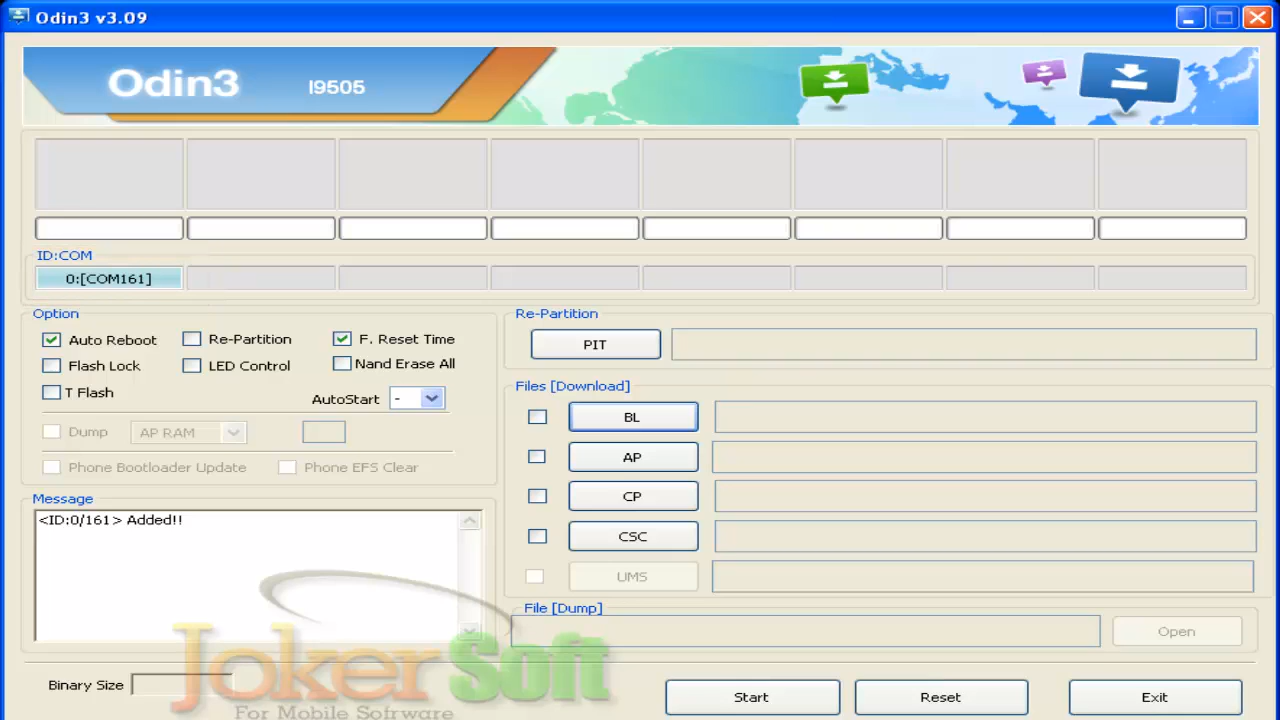 Odin3 v3.09
Odin3 I9505
ID:COM
0:[COM161]
Option
Auto Reboot Re-Partition F. Reset Time
Flash Lock LED Control Nand Erase All
T Flash AutoStart -
Dump AP RAM
Phone Bootloader Update Phone EFS Clear
Message
<ID:0/161> Added!!
Re-Partition
PIT
Files [Download]
BL
AP
CP
CSC
UMS
File [Dump]
Open
Binary Size
Start Reset Exit
JokerSoft
For Mobile Sofrware